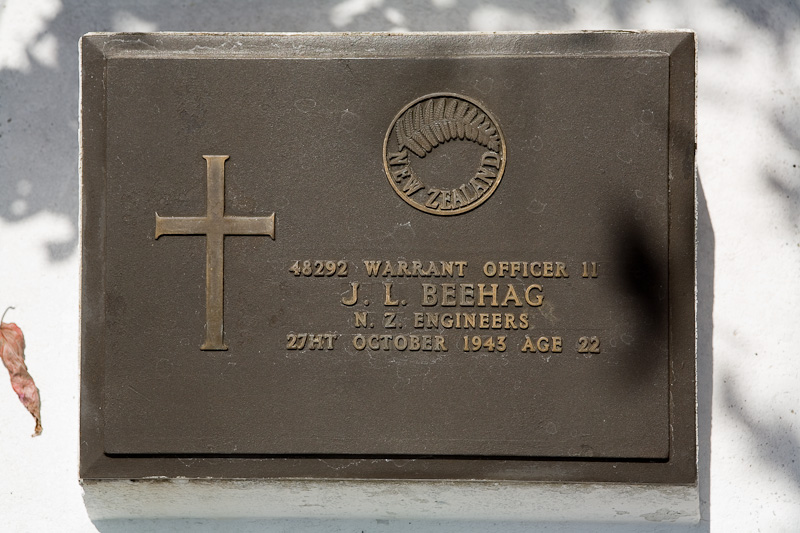 NEW ZEALAND
48292 WARRANT OFFICER II
J. L. BEEHAG
N. Z. ENGINEERS
27HT OCTOBER 1943 AGE 22